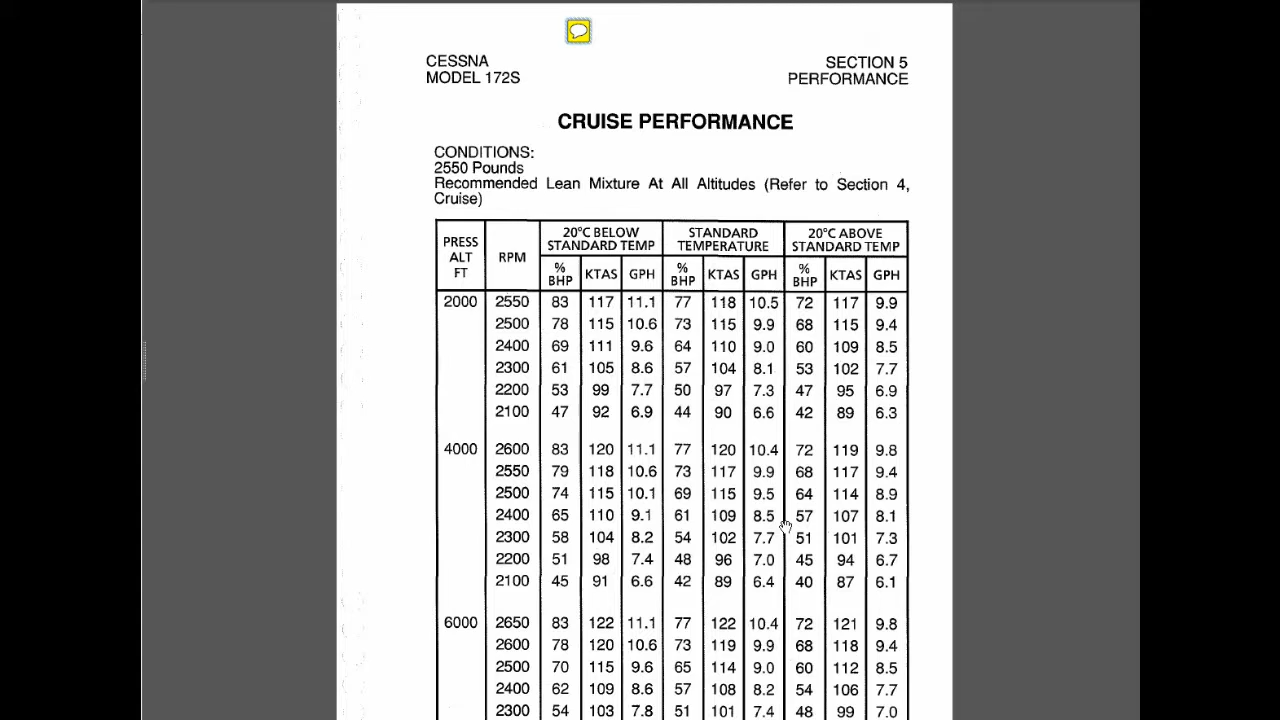 CESSNA SECTION 5
MODEL 172S PERFORMANCE
CRUISE PERFORMANCE
CONDITIONS:
2550 Pounds
Recommended Lean Mixture At All Altitudes (Refer to Section 4,
Cruise)
PRESS ALT FT RPM 20°C BELOW STANDARD TEMP STANDARD TEMPERATURE 20°C ABOVE STANDARD TEMP
% BHP KTAS GPH % BHP KTAS GPH % BHP KTAS GPH
2000 2550 83 117 11.1 77 118 10.5 72 117 9.9
2500 78 115 10.6 73 115 9.9 68 115 9.4
2400 69 111 9.6 64 110 9.0 60 109 8.5
2300 61 105 8.6 57 104 8.1 53 102 7.7
2200 53 99 7.7 50 97 7.3 47 95 6.9
2100 47 92 6.9 44 90 6.6 42 89 6.3
4000 2600 83 120 11.1 77 120 10.4 72 119 9.8
2550 79 118 10.6 73 117 9.9 68 117 9.4
2500 74 115 10.1 69 115 9.5 64 114 8.9
2400 65 110 9.1 61 109 8.5 57 107 8.1
2300 58 104 8.2 54 102 7.7 51 101 7.3
2200 51 98 7.4 48 96 7.0 45 94 6.7
2100 45 91 6.6 42 89 6.4 40 87 6.1
6000 2650 83 122 11.1 77 122 10.4 72 121 9.8
2600 78 120 10.6 73 119 9.9 68 118 9.4
2500 70 115 9.6 65 114 9.0 60 112 8.5
2400 62 109 8.6 57 108 8.2 54 106 7.7
2300 54 103 7.8 51 101 7.4 48 99 7.0